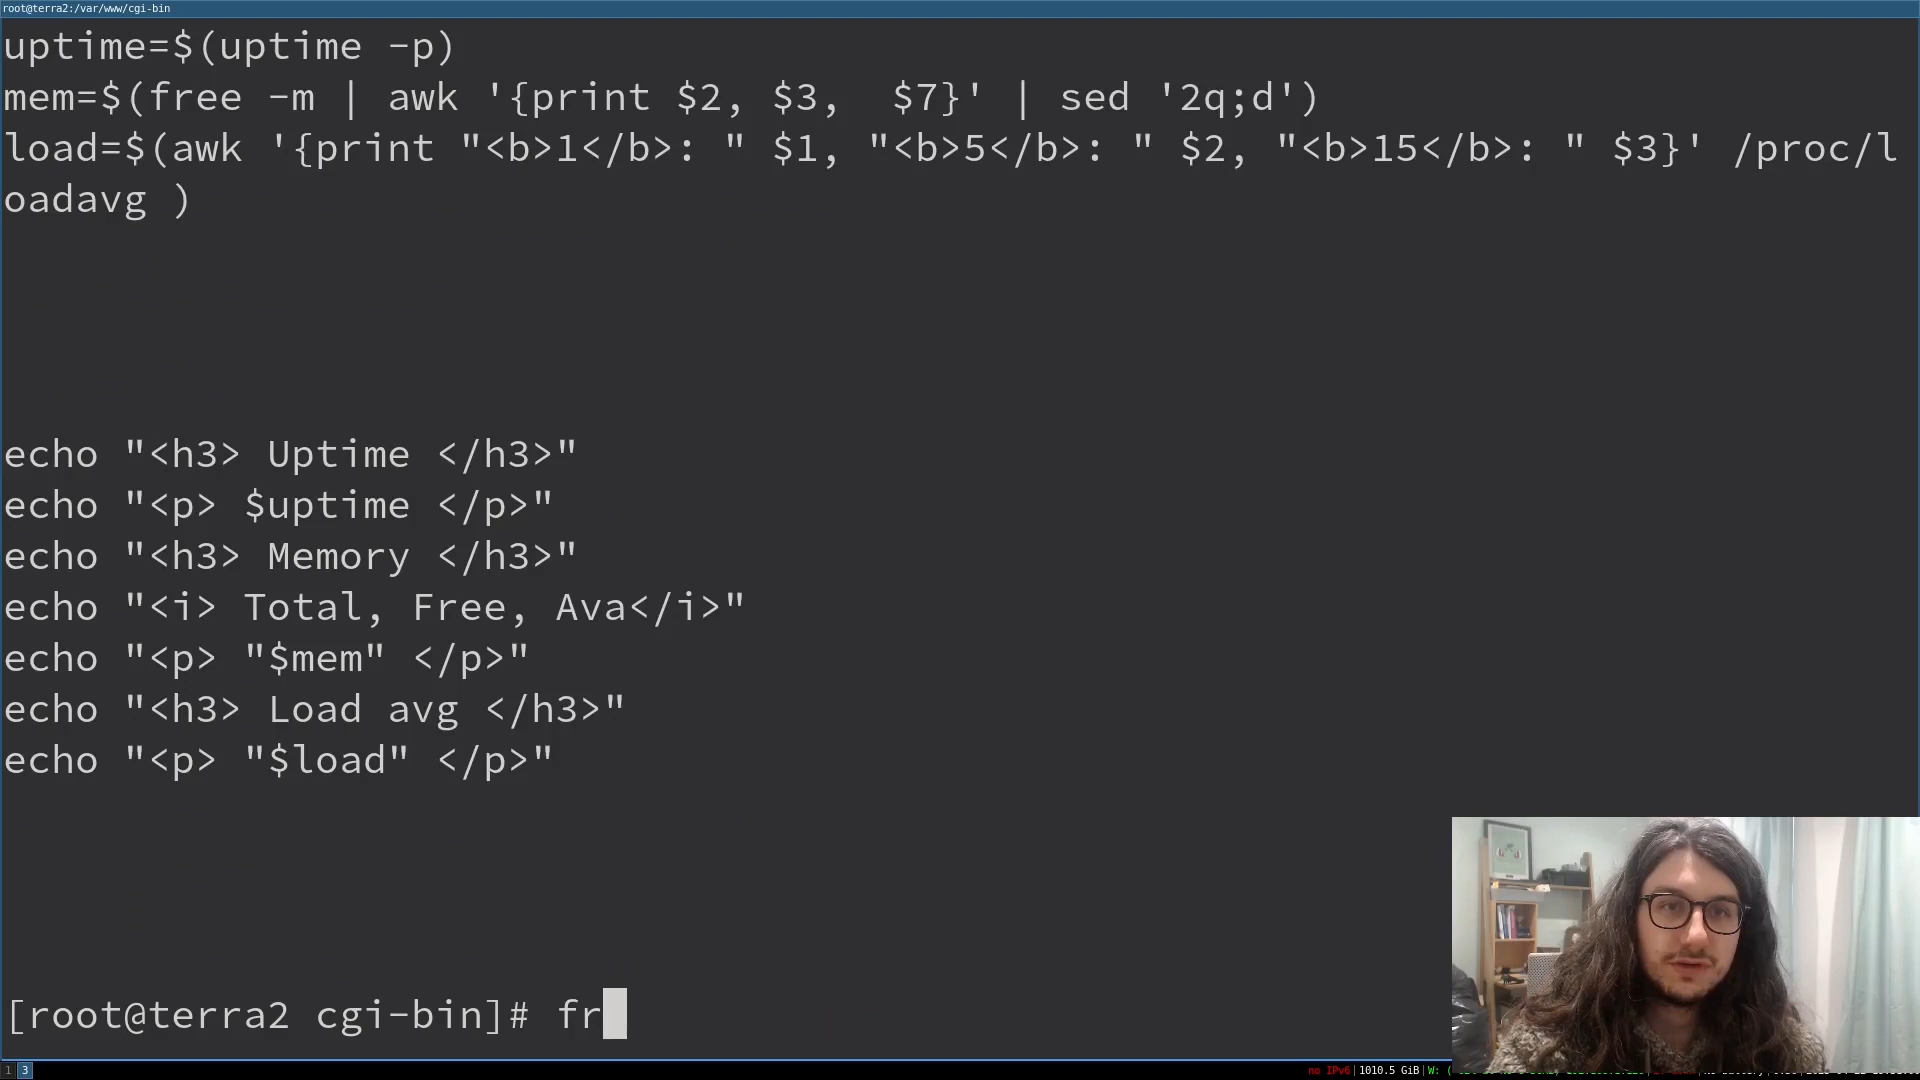 root@terra2:/var/www/cgi-bin
uptime=$(uptime -p)
mem=$(free -m | awk '{print $2, $3,  $7}' | sed '2q;d')
load=$(awk '{print "<b>1</b>: " $1, "<b>5</b>: " $2, "<b>15</b>: " $3}' /proc/l
oadavg )
echo "<h3> Uptime </h3>"
echo "<p> $uptime </p>"
echo "<h3> Memory </h3>"
echo "<i> Total, Free, Ava</i>"
echo "<p> "$mem" </p>"
echo "<h3> Load avg </h3>"
echo "<p> "$load" </p>"
[root@terra2 cgi-bin]# fr
1 3 no IPv6|1010.5 GiB|W: (